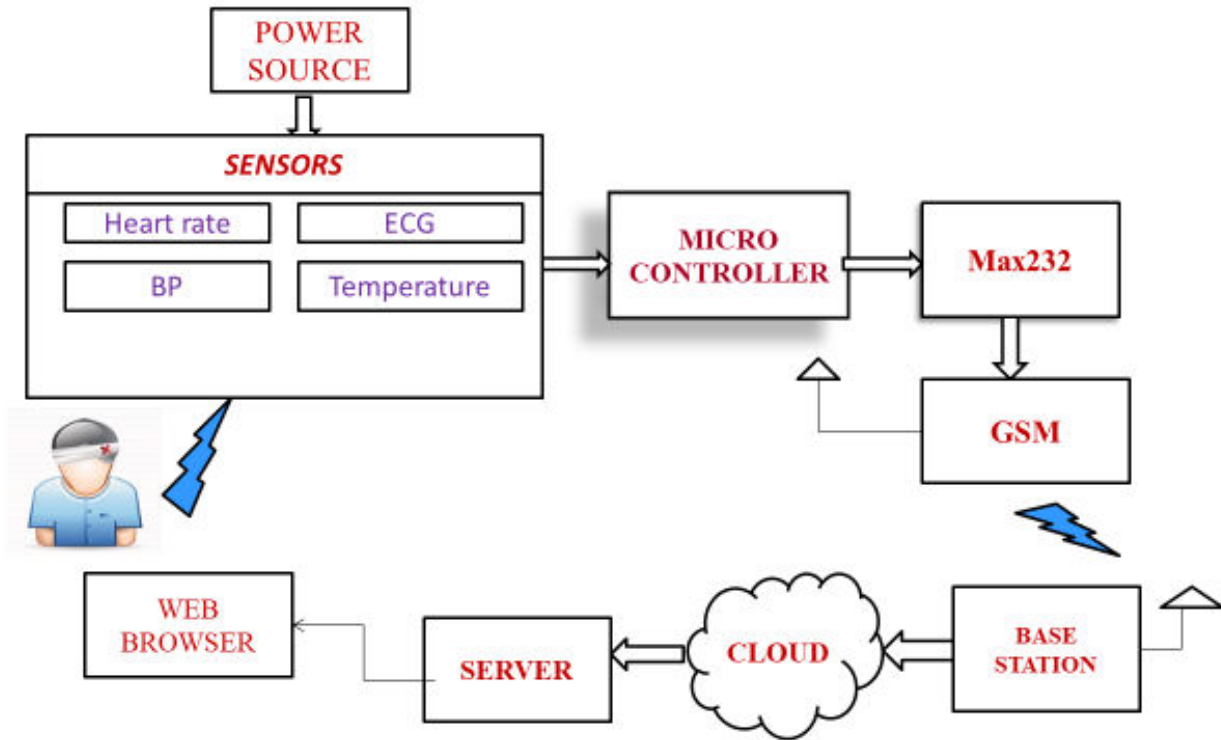 POWER
SOURCE
SENSORS
Heart rate
ECG
BP
Temperature
MICRO
CONTROLLER
Max232
GSM
WEB
BROWSER
SERVER
CLOUD
BASE
STATION